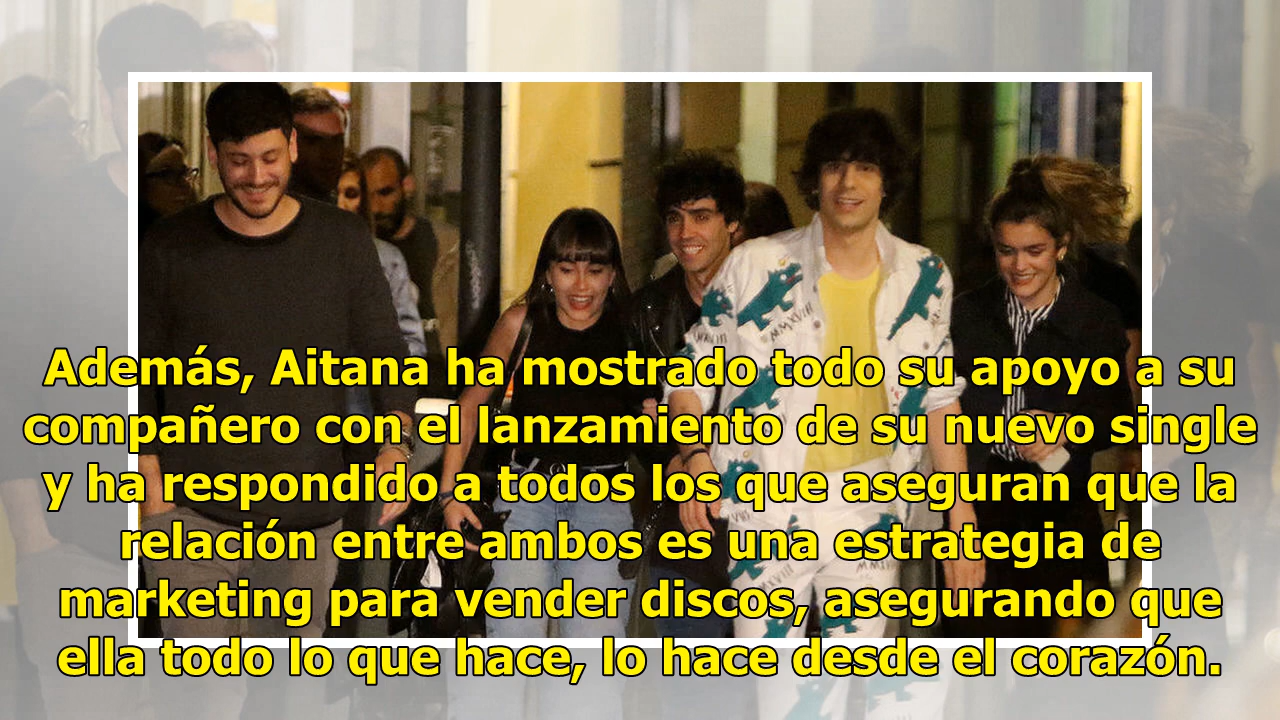 Además, Aitana ha mostrado todo su apoyo a su
compañero con el lanzamiento de su nuevo single
y ha respondido a todos los que aseguran que la
relación entre ambos es una estrategia de
marketing para vender discos, asegurando que
ella todo lo que hace, lo hace desde el corazón.
MMXVIII